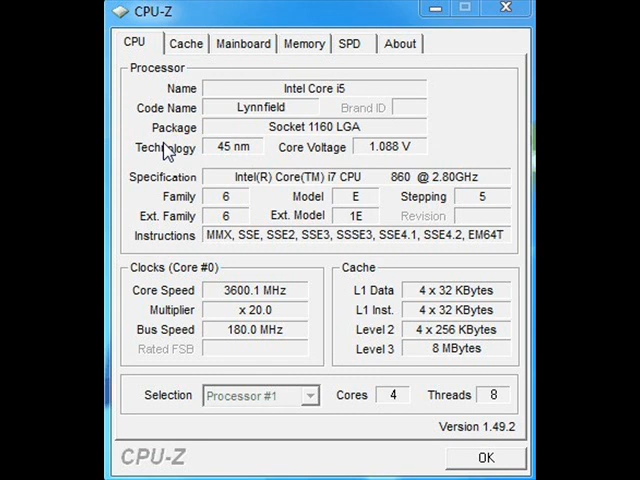 CPU-Z
CPU Cache Mainboard Memory SPD About
Processor
Name Intel Core i5
Code Name Lynnfield Brand ID
Package Socket 1160 LGA
Technology 45 nm Core Voltage 1.088 V
Specification Intel(R) Core(TM) i7 CPU 860 @ 2.80GHz
Family 6 Model E Stepping 5
Ext. Family 6 Ext. Model 1E Revision
Instructions MMX, SSE, SSE2, SSE3, SSSE3, SSE4.1, SSE4.2, EM64T
Clocks (Core #0) Cache
Core Speed 3600.1 MHz L1 Data 4 x 32 KBytes
Multiplier x 20.0 L1 Inst. 4 x 32 KBytes
Bus Speed 180.0 MHz Level 2 4 x 256 KBytes
Rated FSB Level 3 8 MBytes
Selection Processor #1 Cores 4 Threads 8
Version 1.49.2
CPU-Z OK